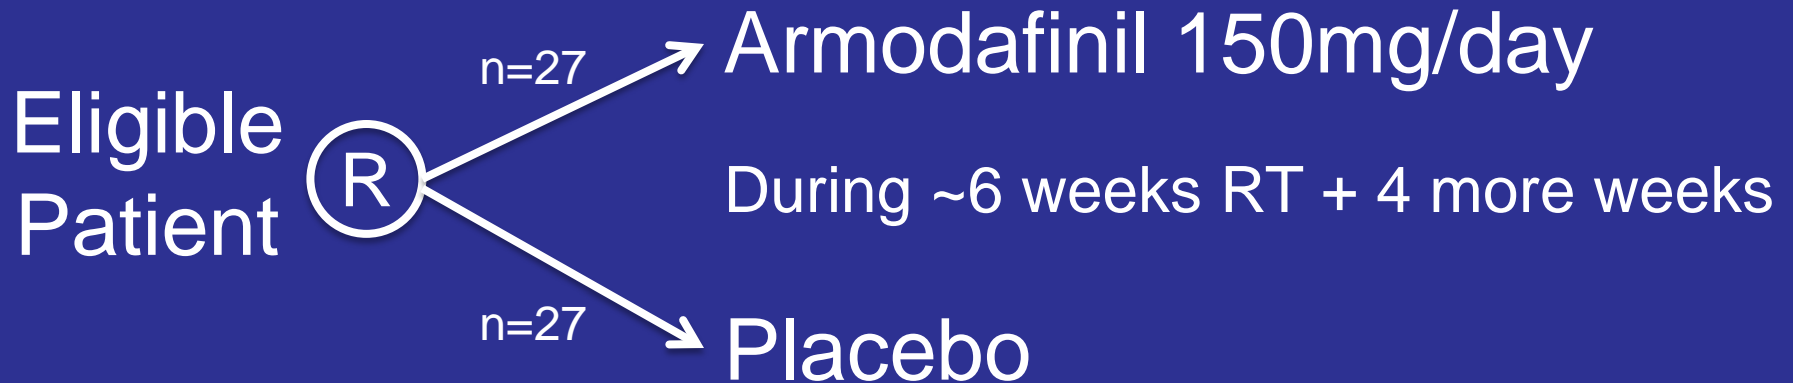 Eligible
Patient
R
n=27
Armodafinil 150mg/day
During ~6 weeks RT + 4 more weeks
n=27
Placebo